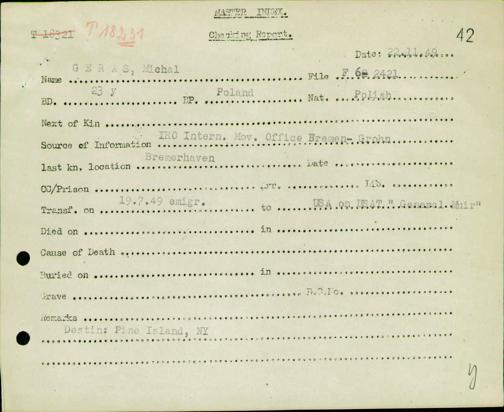 MASTER INDEX.
T 18321 T 18231
Checking Report. 42
Date: 22.11.49
Name G E R A S, Michal File F 60 2421
BD. 23 y BP. Poland Nat. Polish
Next of Kin
Source of Information IRO Intern. Mov. Office Bremen- Grohn
last kn. location Bremerhaven Date
CC/Prison Arr. Lib.
Transf. on 19.7.49 emigr. to USA on USAT "General Muir"
Died on in
Cause of Death
Buried on in
Grave D.C.No.
Remarks
Destin: Pine Island, NY